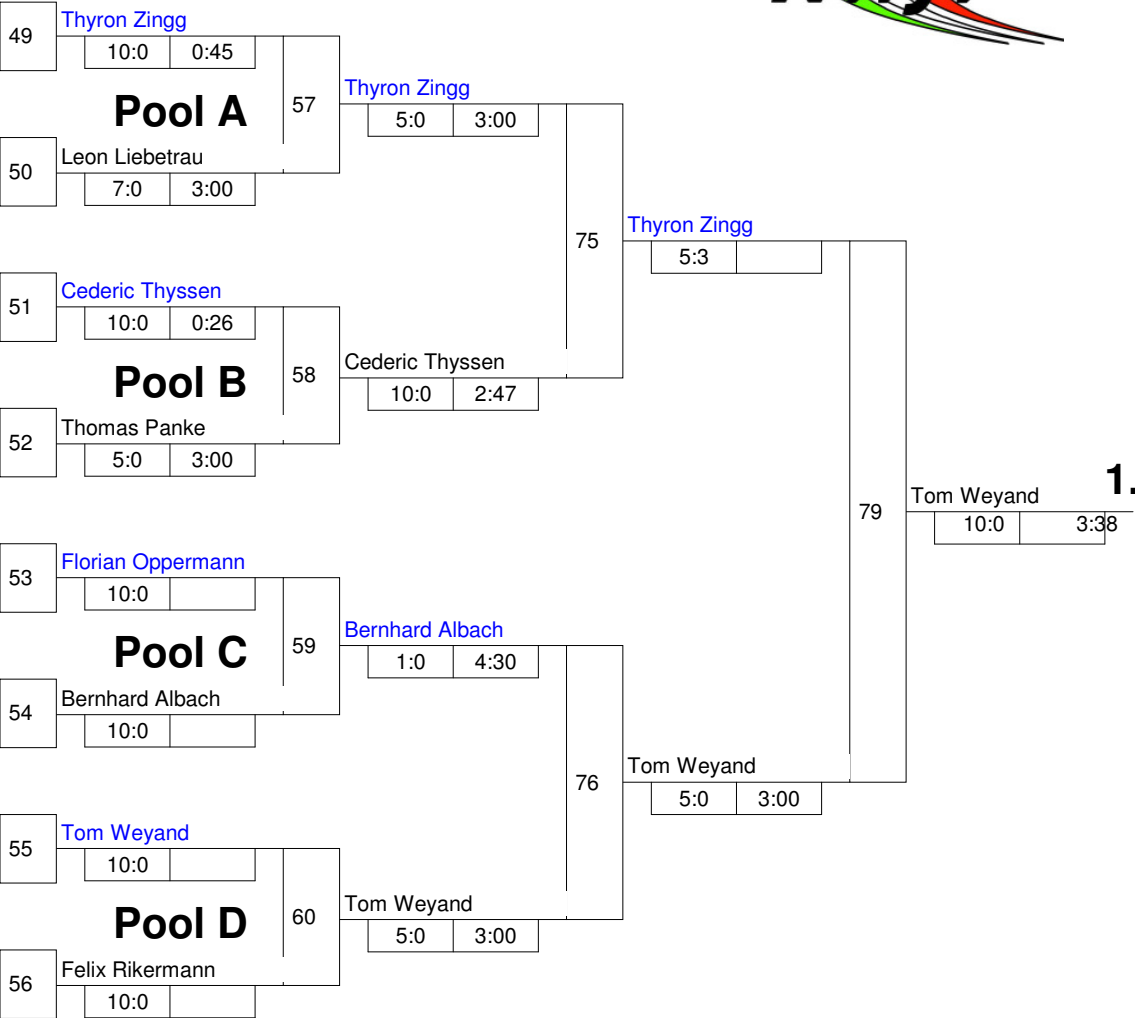 49
Thyron Zingg
10:0 0:45
Pool A
57
Thyron Zingg
5:0 3:00
50
Leon Liebetrau
7:0 3:00
75
Thyron Zingg
5:3
51
Cederic Thyssen
10:0 0:26
Pool B
58
Cederic Thyssen
10:0 2:47
52
Thomas Panke
5:0 3:00
79
Tom Weyand
1.
10:0 3:38
53
Florian Oppermann
10:0
Pool C
59
Bernhard Albach
1:0 4:30
54
Bernhard Albach
10:0
76
Tom Weyand
5:0 3:00
55
Tom Weyand
10:0
Pool D
60
Tom Weyand
5:0 3:00
56
Felix Rikermann
10:0